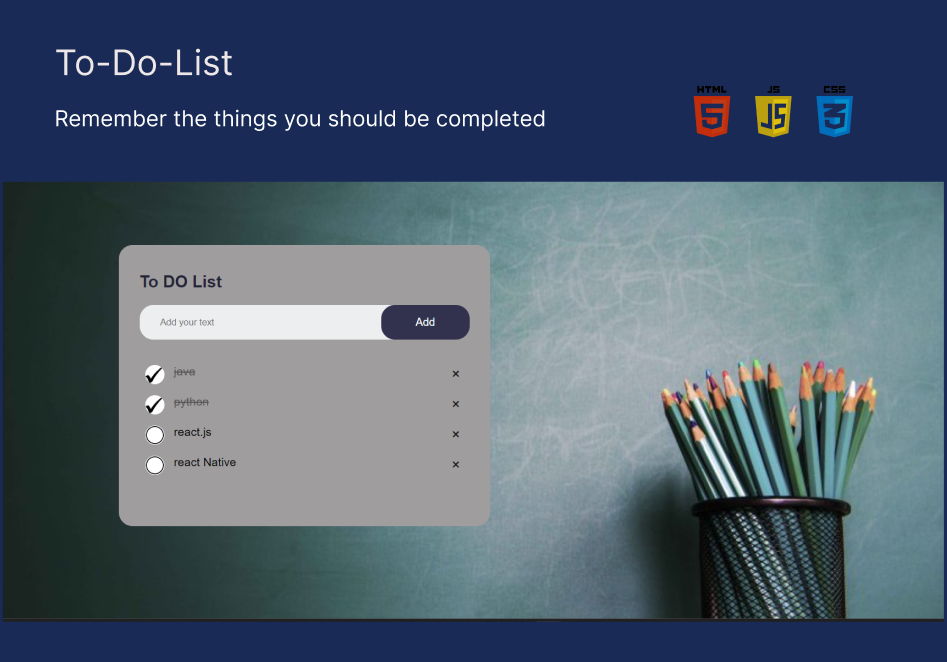 To-Do-List
Remember the things you should be completed
HTML JS CSS
5 JS 3
To DO List
Add your text Add
java ×
python ×
react.js ×
react Native ×